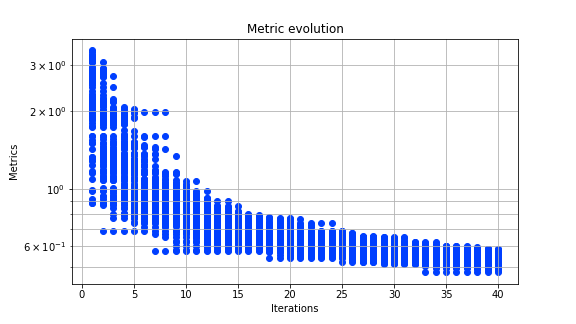 Metric evolution
3 × 10⁰
2 × 10⁰
10⁰
6 × 10⁻¹
Metrics
0 5 10 15 20 25 30 35 40
Iterations